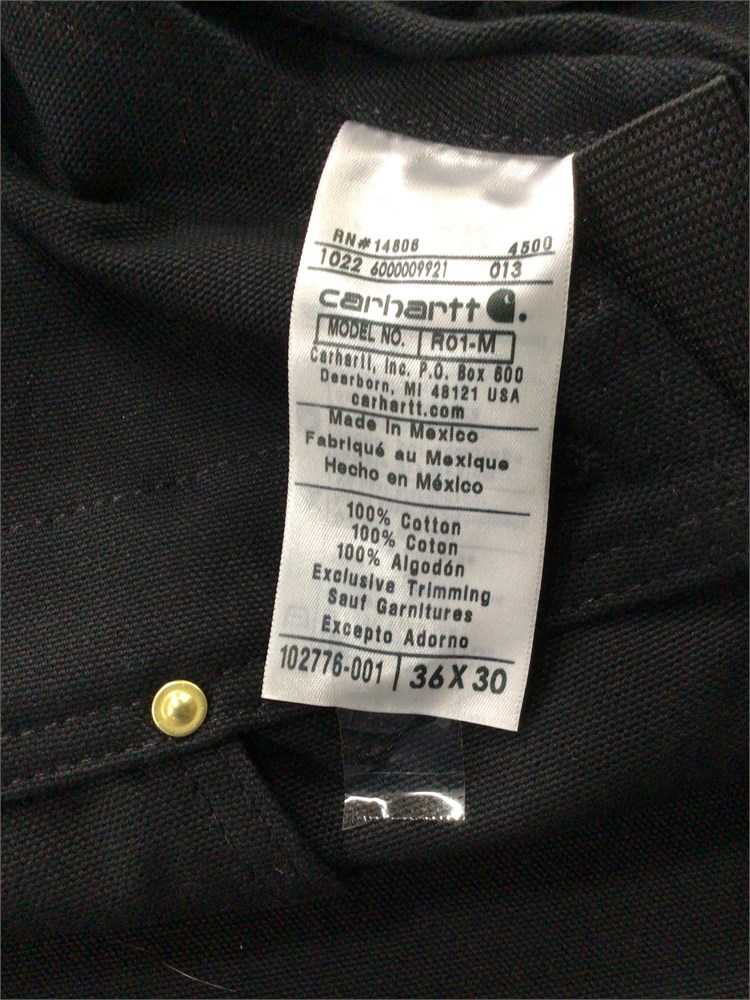 RN#14806 4500
1022 6000009921 013
carhartt
MODEL NO. R01-M
Carhartt, Inc. P.O. Box 600
Dearborn, MI 48121 USA
carhartt.com
Made in Mexico
Fabriqué au Mexique
Hecho en México
100% Cotton
100% Coton
100% Algodón
Exclusive Trimming
Sauf Garnitures
Excepto Adorno
102776-001 | 36X30